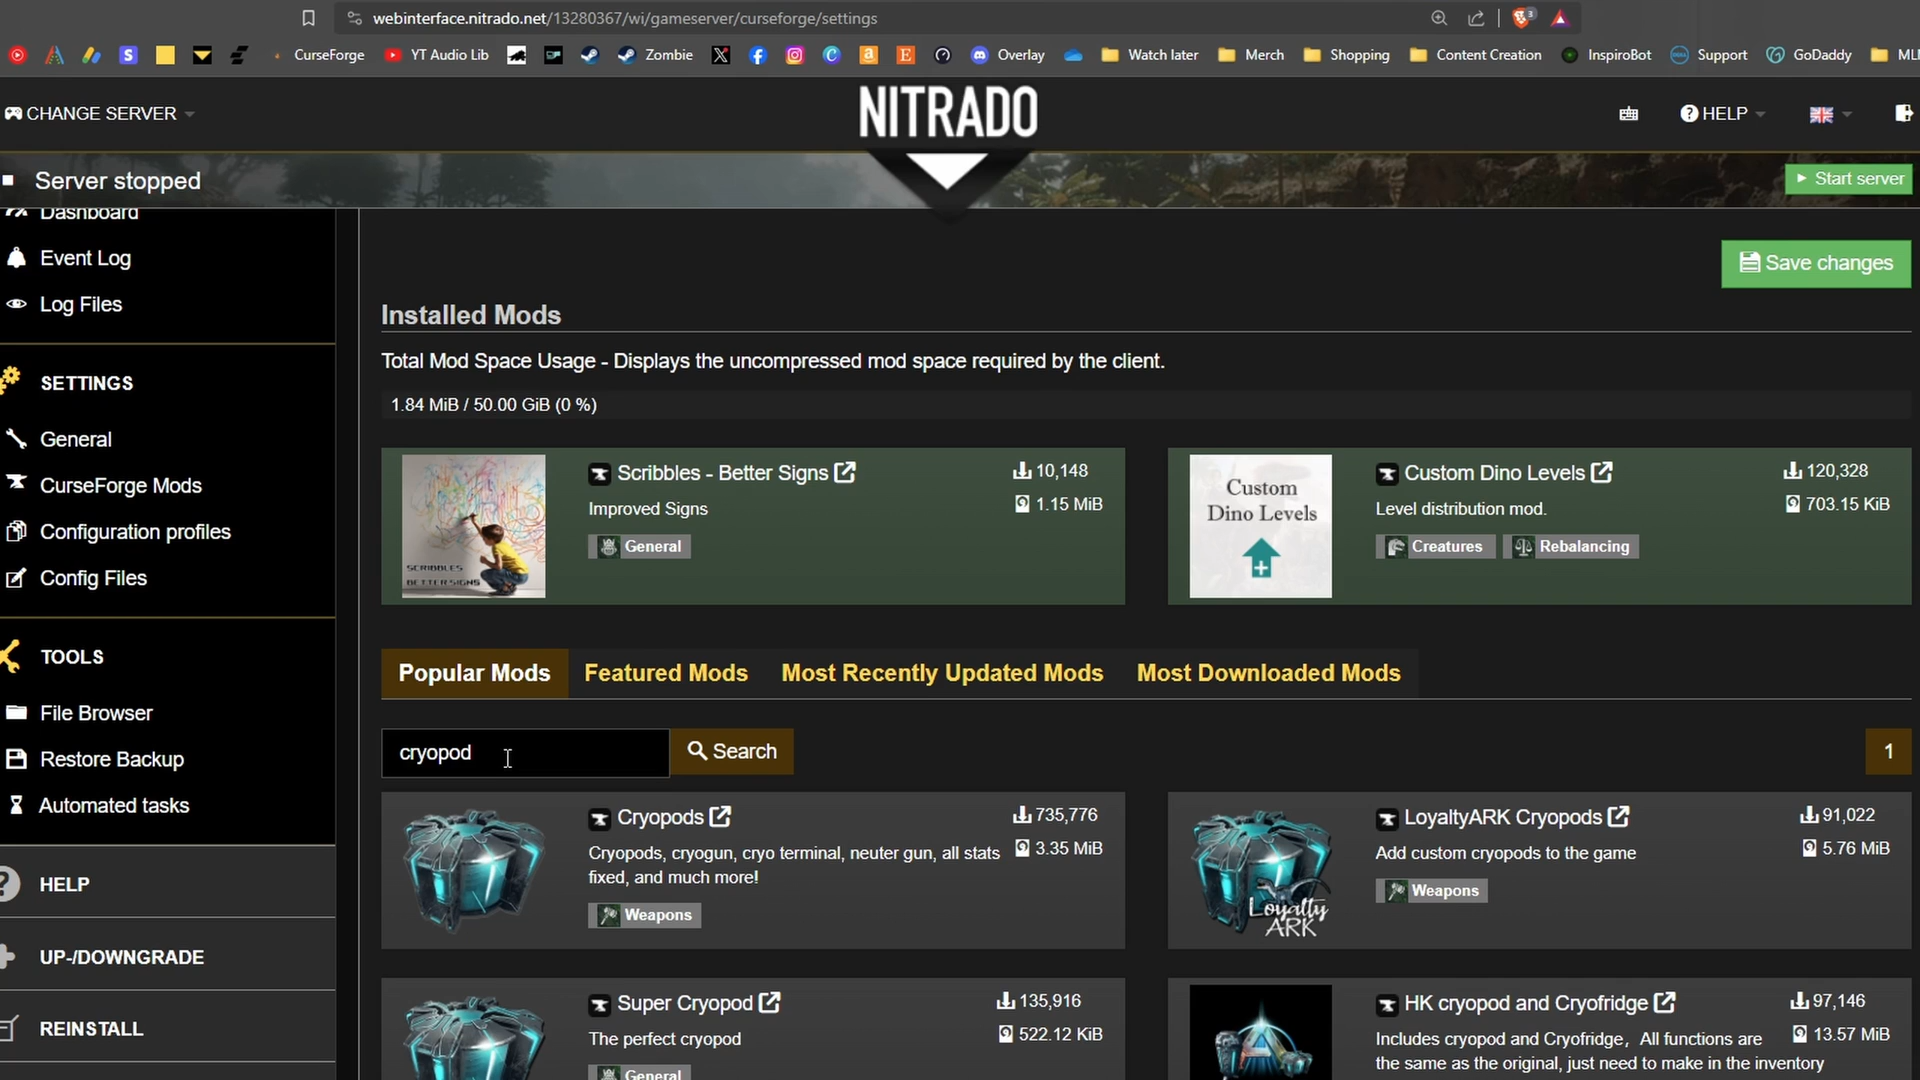 webinterface.nitrado.net/13280367/wi/gameserver/curseforge/settings
3
CurseForge
YT Audio Lib
Zombie
Overlay
Watch later
Merch
Shopping
Content Creation
InspiroBot
Support
GoDaddy
CHANGE SERVER
NITRADO
HELP
Server stopped
Start server
Dashboard
Event Log
Log Files
SETTINGS
General
CurseForge Mods
Configuration profiles
Config Files
TOOLS
File Browser
Restore Backup
Automated tasks
HELP
UP-/DOWNGRADE
REINSTALL
Save changes
Installed Mods
Total Mod Space Usage - Displays the uncompressed mod space required by the client.
1.84 MiB / 50.00 GiB (0 %)
SCRIBBLES
BETTER SIGNS
Scribbles - Better Signs
10,148
Improved Signs
1.15 MiB
General
Custom
Dino Levels
Custom Dino Levels
120,328
Level distribution mod.
703.15 KiB
Creatures
Rebalancing
Popular Mods
Featured Mods
Most Recently Updated Mods
Most Downloaded Mods
cryopod
Search
1
Cryopods
735,776
Cryopods, cryogun, cryo terminal, neuter gun, all stats
fixed, and much more!
3.35 MiB
Weapons
Loyalty
ARK
LoyaltyARK Cryopods
91,022
Add custom cryopods to the game
5.76 MiB
Weapons
Super Cryopod
135,916
The perfect cryopod
522.12 KiB
General
HK cryopod and Cryofridge
97,146
Includes cryopod and Cryofridge, All functions are
the same as the original, just need to make in the inventory
13.57 MiB